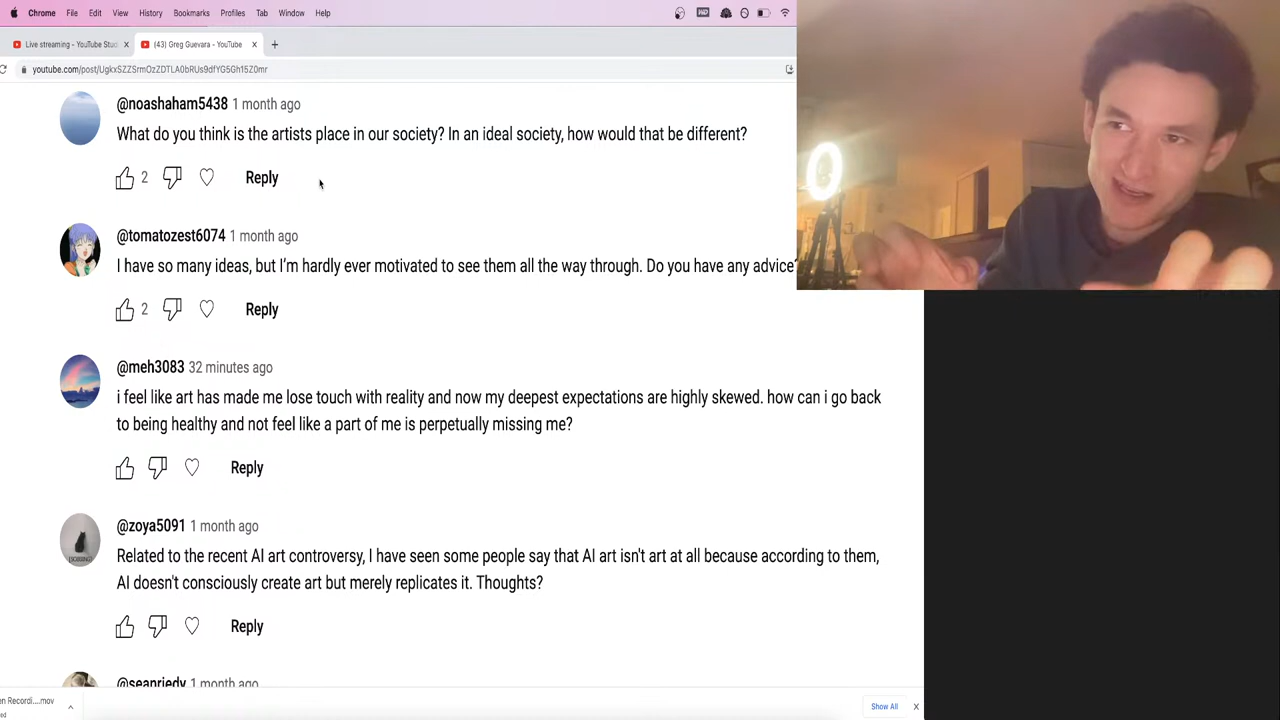 Chrome File Edit View History Bookmarks Profiles Tab Window Help
Live streaming - YouTube Stud
(43) Greg Guevara - YouTube
youtube.com/post/UgkxSZZSrmOzZDTLA0bRUs9dfYG5Gh15Z0mr
@noashaham5438 1 month ago
What do you think is the artists place in our society? In an ideal society, how would that be different?
2 Reply
@tomatozest6074 1 month ago
I have so many ideas, but I'm hardly ever motivated to see them all the way through. Do you have any advice?
2 Reply
@meh3083 32 minutes ago
i feel like art has made me lose touch with reality and now my deepest expectations are highly skewed. how can i go back
to being healthy and not feel like a part of me is perpetually missing me?
Reply
@zoya5091 1 month ago
Related to the recent AI art controversy, I have seen some people say that AI art isn't art at all because according to them,
AI doesn't consciously create art but merely replicates it. Thoughts?
Reply
@seanriedy 1 month ago
en Recordi....mov
Show All